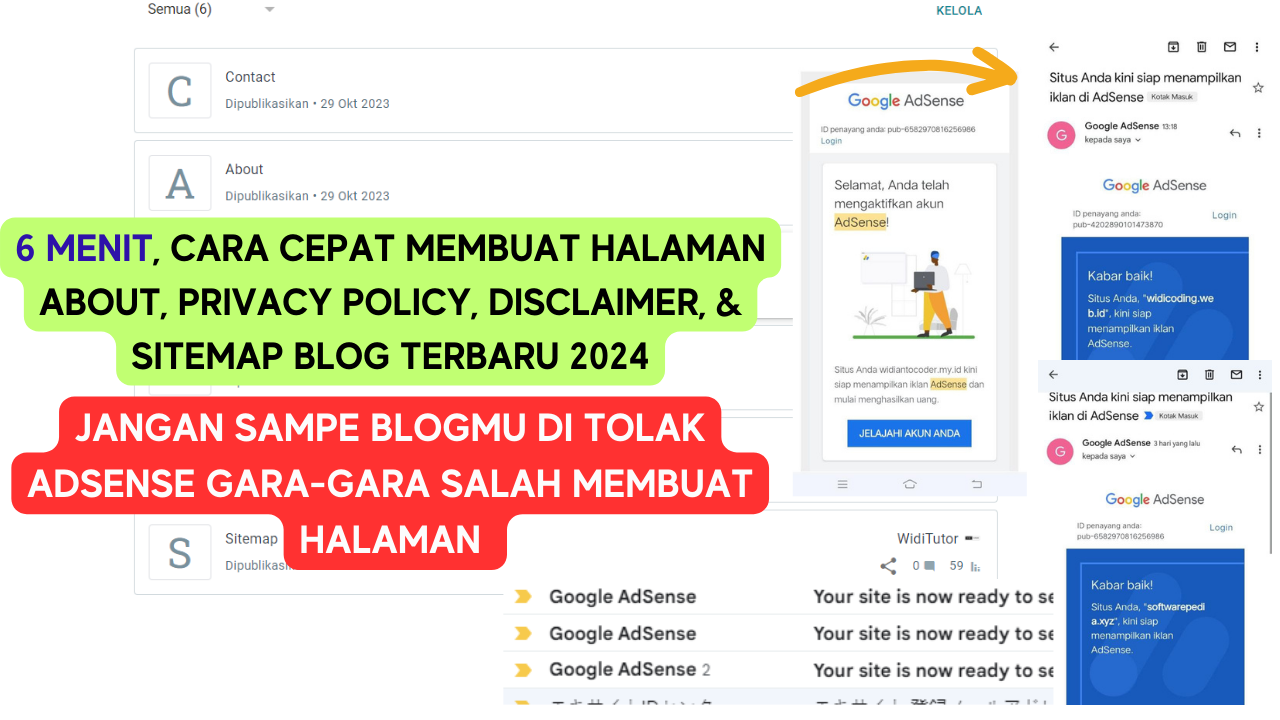 Semua (6)
KELOLA
C
Contact
Dipublikasikan • 29 Okt 2023
A
About
Dipublikasikan • 29 Okt 2023
6 MENIT, CARA CEPAT MEMBUAT HALAMAN
ABOUT, PRIVACY POLICY, DISCLAIMER, &
SITEMAP BLOG TERBARU 2024
JANGAN SAMPE BLOGMU DI TOLAK
ADSENSE GARA-GARA SALAH MEMBUAT
HALAMAN
S
Sitemap
WidiTutor
0
59
Google AdSense
ID penayang anda: pub-6582970816256986
Login
Selamat, Anda telah
mengaktifkan akun
AdSense!
Situs Anda widiantocoder.my.id kini
siap menampilkan iklan AdSense dan
mulai menghasilkan uang.
JELAJAHI AKUN ANDA
Situs Anda kini siap menampilkan
iklan di AdSense Kotak Masuk
G
Google AdSense 13:18
kepada saya
Google AdSense
ID penayang anda:
pub-4202890101473870
Login
Kabar baik!
Situs Anda, "widicoding.we
b.id", kini siap
menampilkan iklan
AdSense.
Situs Anda kini siap menampilkan
iklan di AdSense Kotak Masuk
G
Google AdSense 3 hari yang lalu
kepada saya
Google AdSense
ID penayang anda:
pub-6582970816256986
Login
Kabar baik!
Situs Anda, "softwarepedi
a.xyz", kini siap
menampilkan iklan
AdSense.
Google AdSense Your site is now ready to se
Google AdSense Your site is now ready to se
Google AdSense 2 Your site is now ready to se